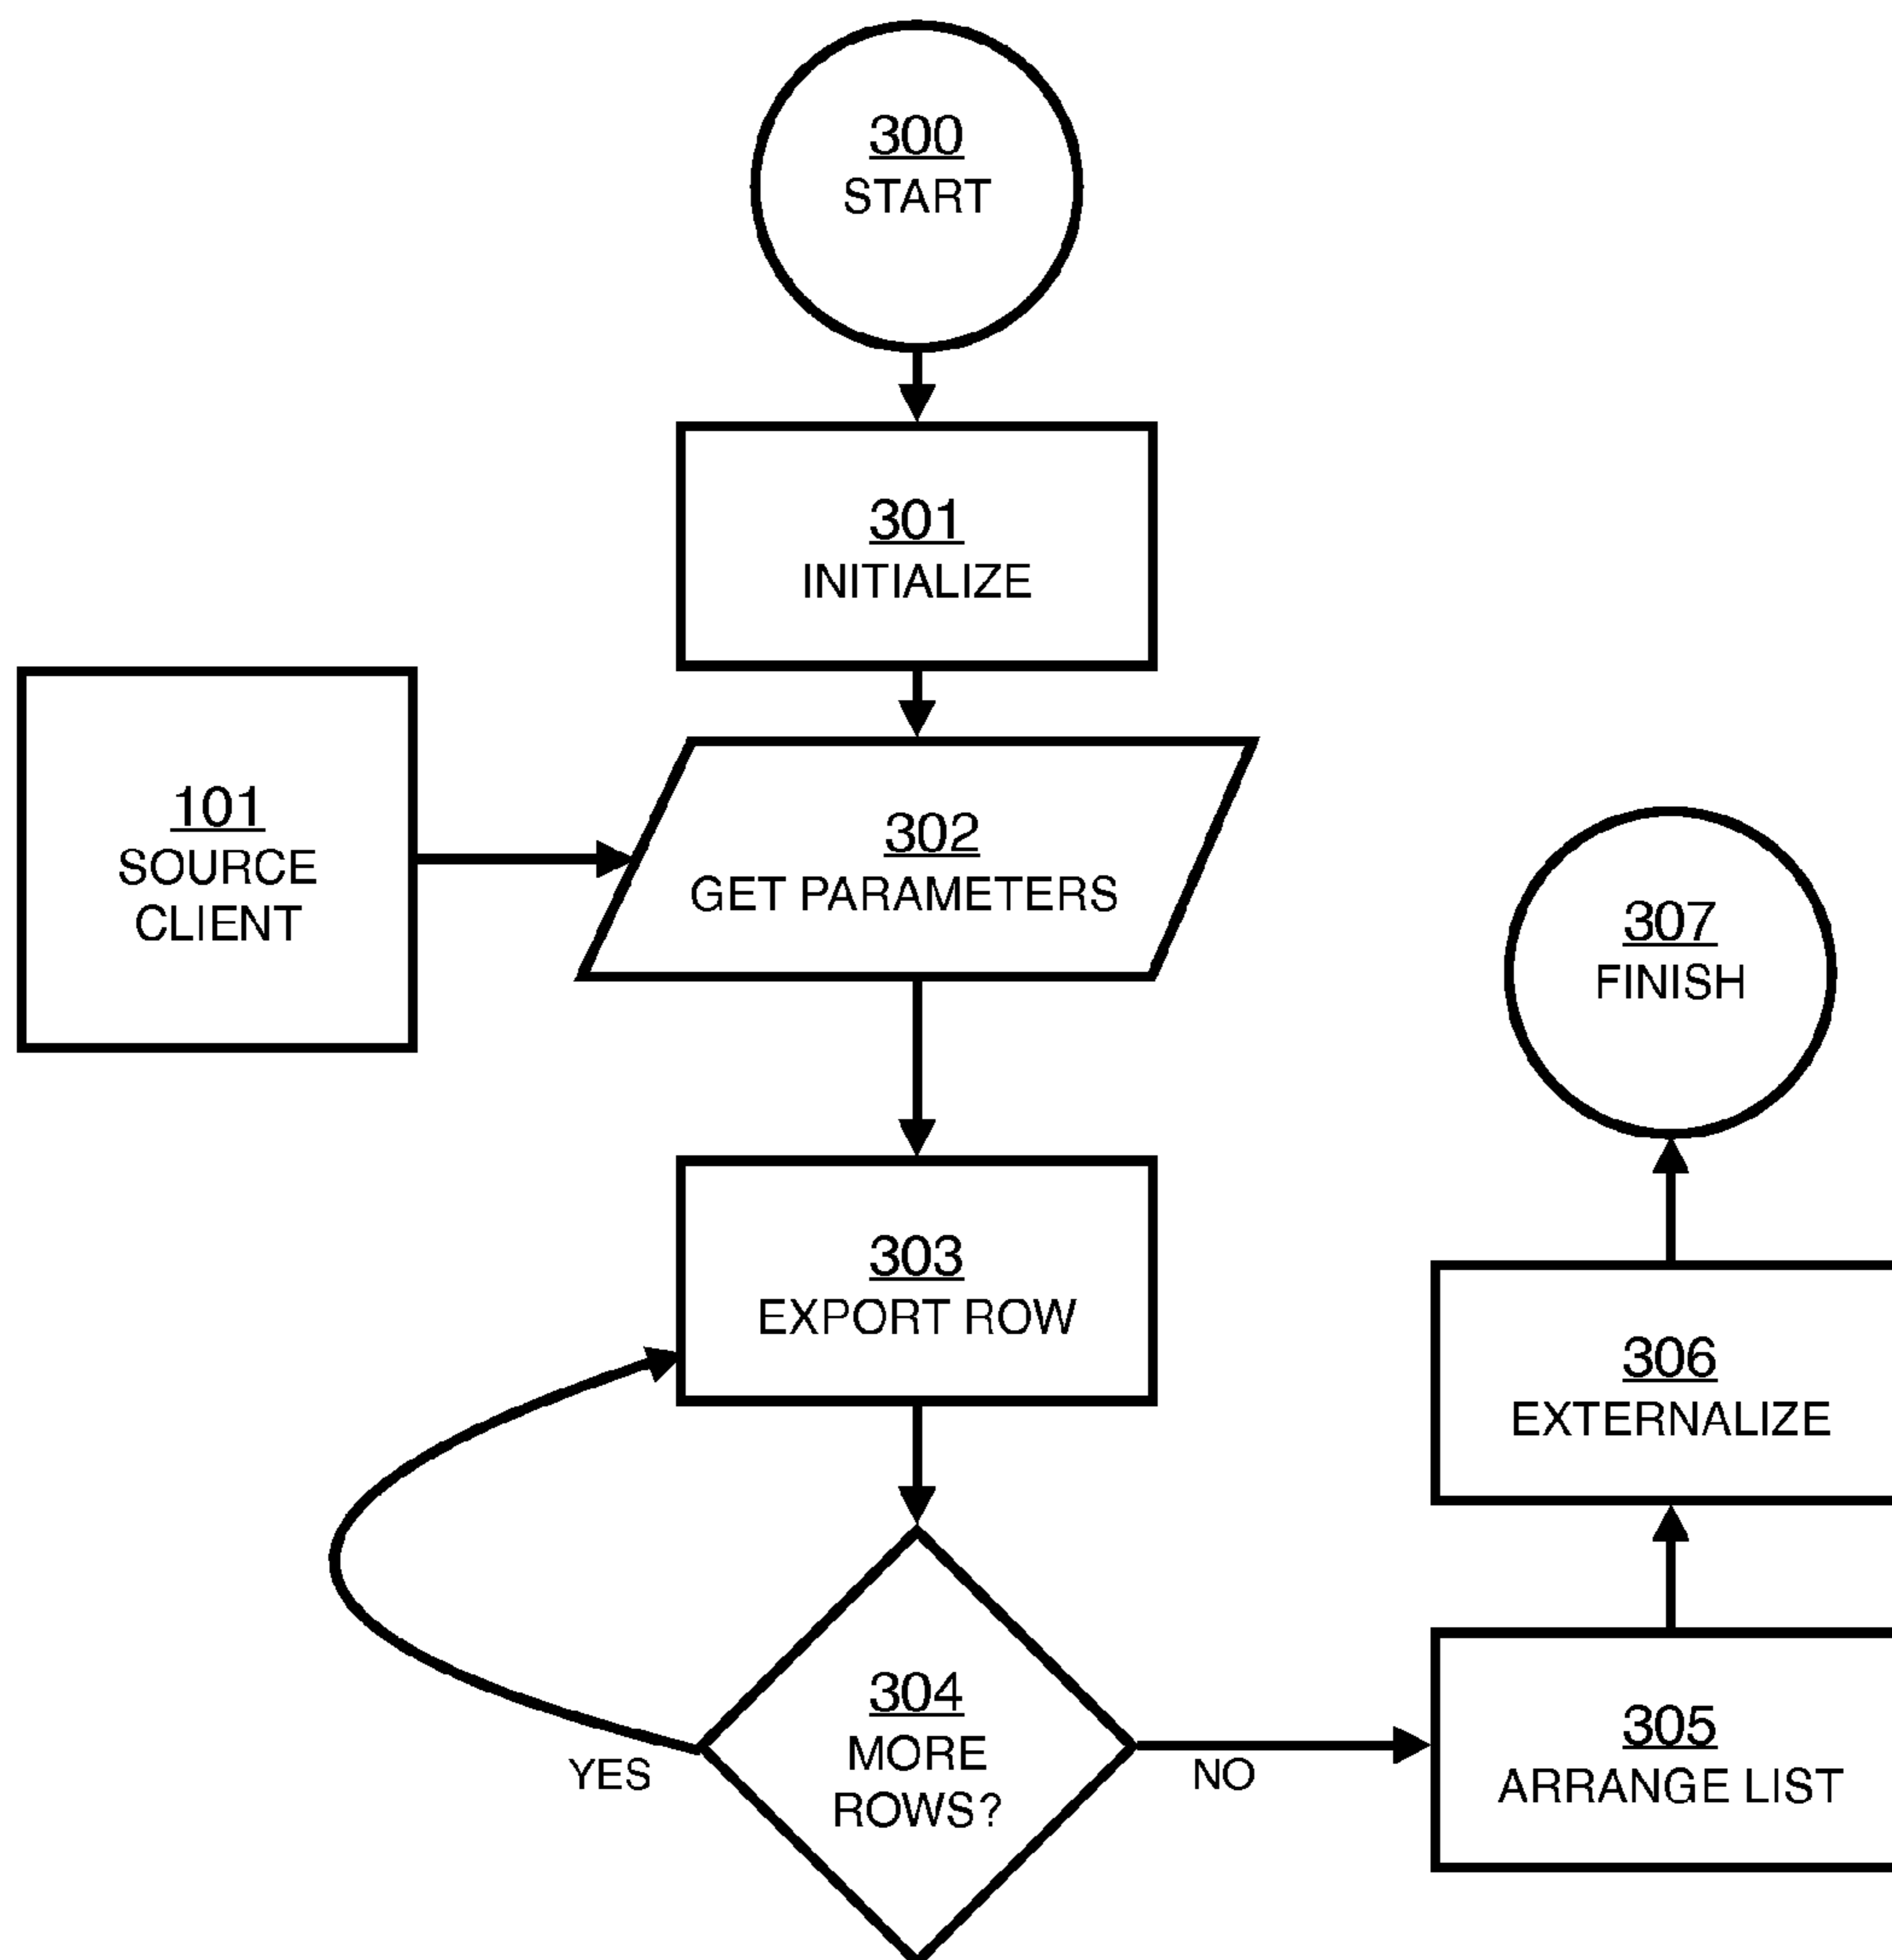 300
START
301
INITIALIZE
101
SOURCE
CLIENT
302
GET PARAMETERS
307
FINISH
303
EXPORT ROW
306
EXTERNALIZE
304
MORE
ROWS?
YES
NO
305
ARRANGE LIST